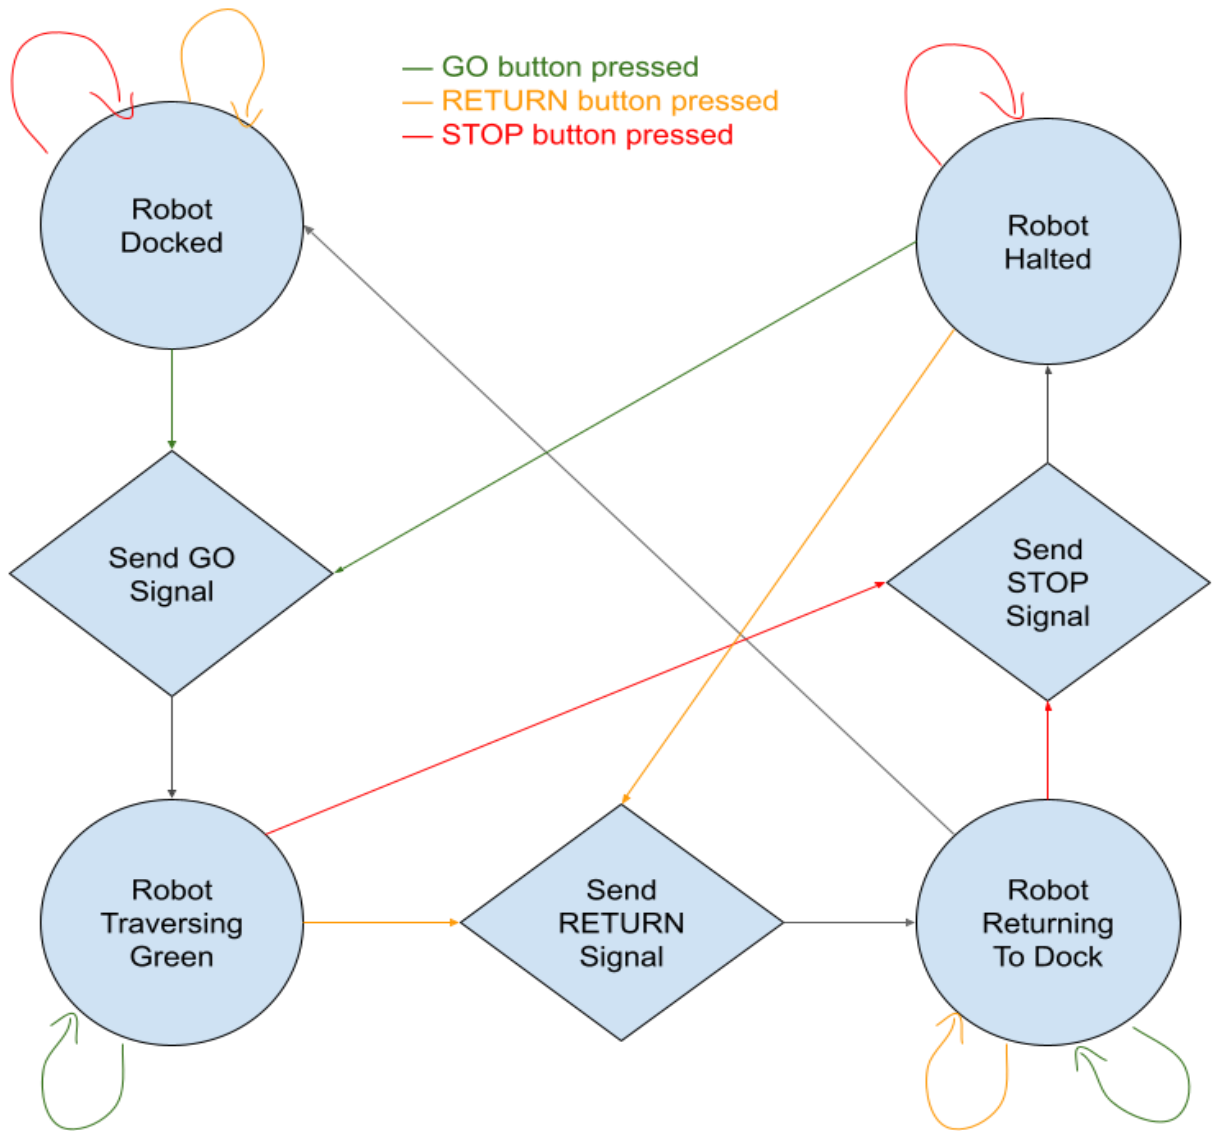 — GO button pressed
— RETURN button pressed
— STOP button pressed
Robot
Docked
Robot
Halted
Send GO
Signal
Send
STOP
Signal
Robot
Traversing
Green
Send
RETURN
Signal
Robot
Returning
To Dock